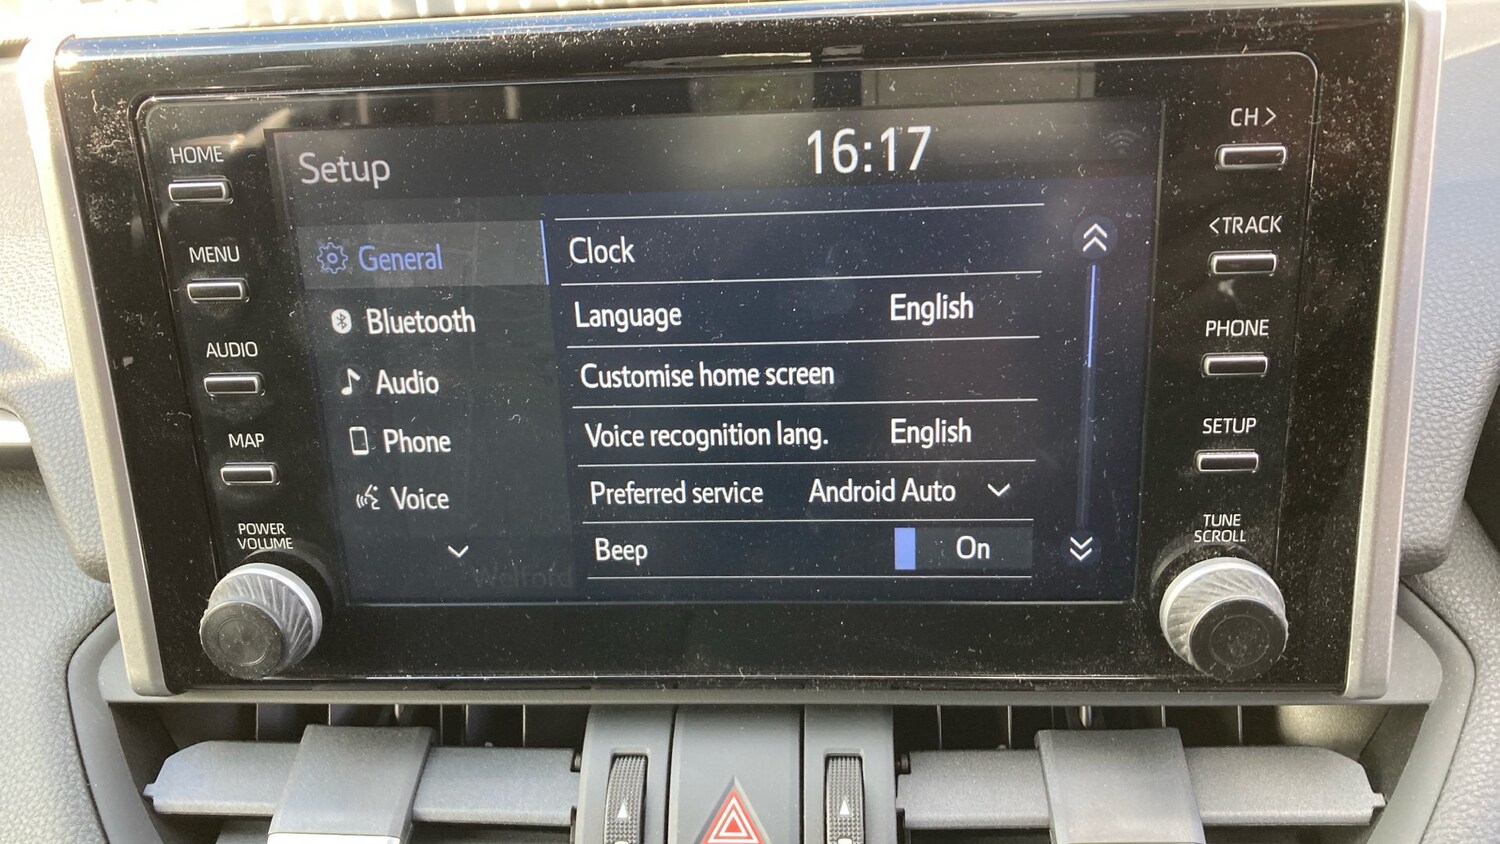 Setup
16:17
HOME
MENU
AUDIO
MAP
POWER
VOLUME
General
Bluetooth
Audio
Phone
Voice
Clock
Language English
Customise home screen
Voice recognition lang. English
Preferred service Android Auto
Beep On
CH>
<TRACK
PHONE
SETUP
TUNE
SCROLL